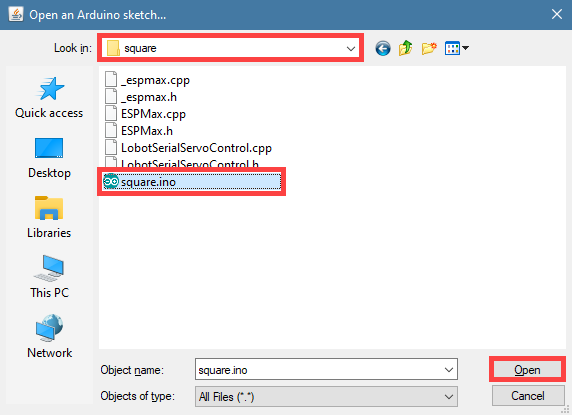 Open an Arduino sketch...
Look in: square
Quick access
Desktop
Libraries
This PC
Network
_espmax.cpp
_espmax.h
ESPMax.cpp
ESPMax.h
LobotSerialServoControl.cpp
LobotSerialServoControl.h
square.ino
Object name: square.ino
Open
Objects of type: All Files (*.*)
Cancel